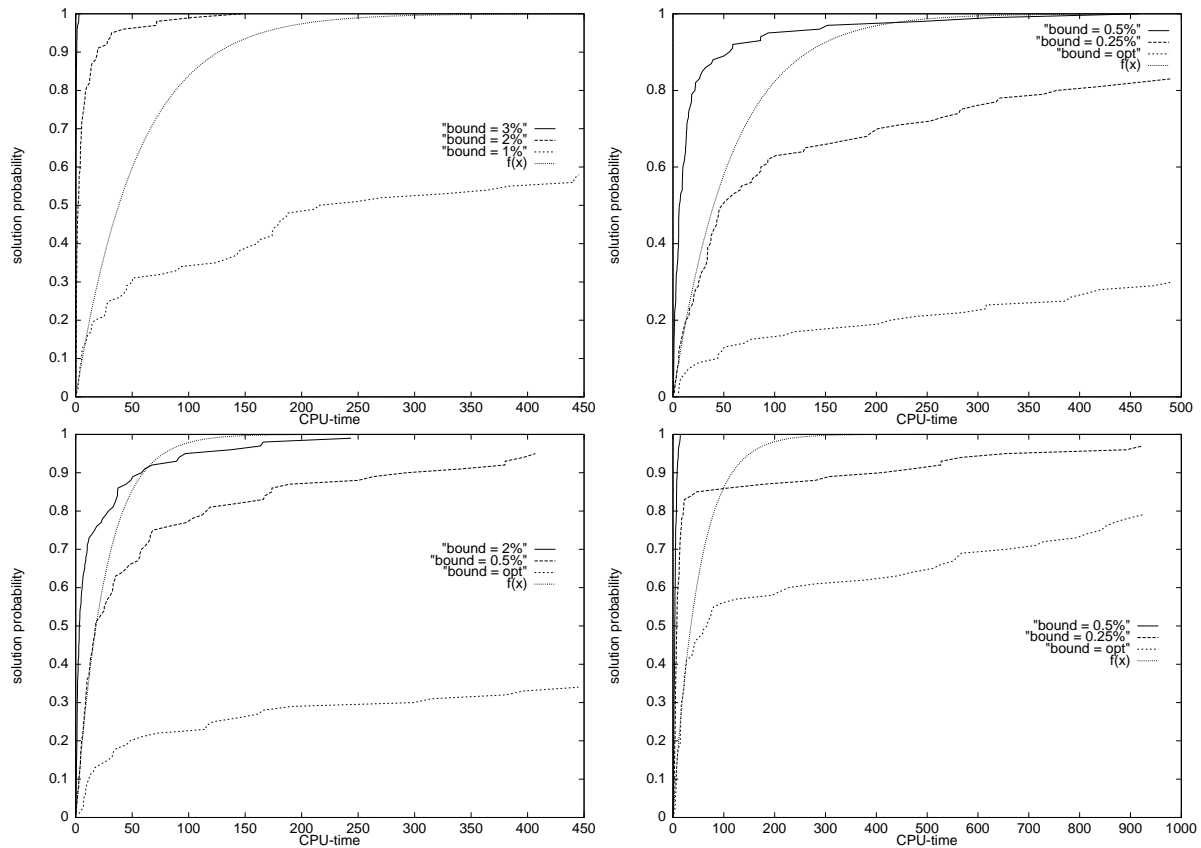 1
0.9
0.8
0.7
0.6
0.5
0.4
0.3
0.2
0.1
0
solution probability
"bound = 3%"
"bound = 2%"
"bound = 1%"
f(x)
0 50 100 150 200 250 300 350 400 450
CPU-time
1
0.8
0.6
0.4
0.2
0
solution probability
"bound = 0.5%"
"bound = 0.25%"
"bound = opt"
f(x)
0 50 100 150 200 250 300 350 400 450 500
CPU-time
1
0.9
0.8
0.7
0.6
0.5
0.4
0.3
0.2
0.1
0
solution probability
"bound = 2%"
"bound = 0.5%"
"bound = opt"
f(x)
0 50 100 150 200 250 300 350 400 450
CPU-time
1
0.9
0.8
0.7
0.6
0.5
0.4
0.3
0.2
0.1
0
solution probability
"bound = 0.5%"
"bound = 0.25%"
"bound = opt"
f(x)
0 100 200 300 400 500 600 700 800 900 1000
CPU-time